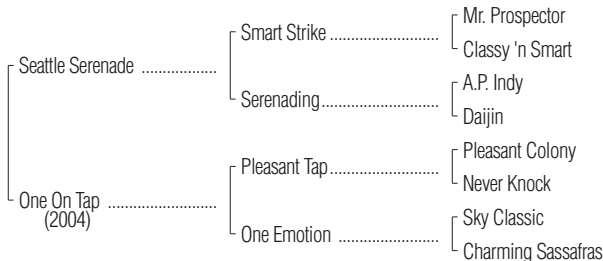 Mr. Prospector
Smart Strike ......................
Classy 'n Smart
Seattle Serenade .................
A.P. Indy
Serenading ........................
Daijin
Pleasant Colony
Pleasant Tap ......................
Never Knock
One On Tap ........................
(2004)
Sky Classic
One Emotion .....................
Charming Sassafras